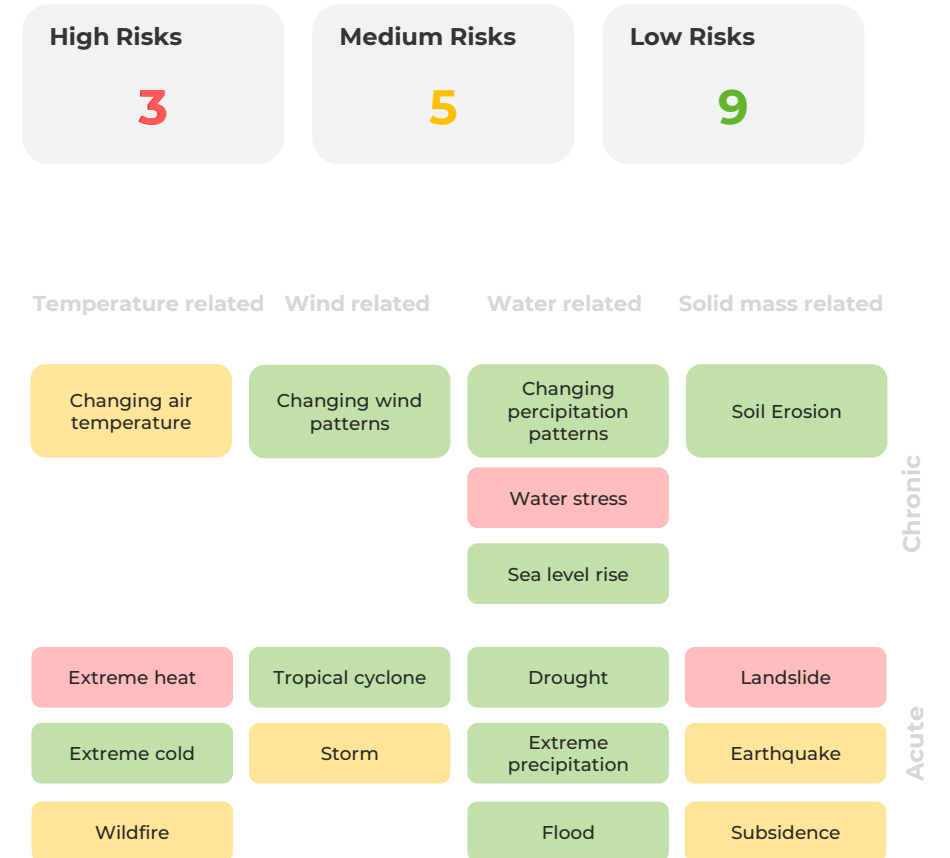 High Risks
Medium Risks
Low Risks
3
5
9
Temperature related
Wind related
Water related
Solid mass related
Changing air
temperature
Changing wind
patterns
Changing
percipitation
patterns
Soil Erosion
Water stress
Sea level rise
Chronic
Extreme heat
Tropical cyclone
Drought
Landslide
Extreme cold
Storm
Extreme
precipitation
Earthquake
Wildfire
Flood
Subsidence
Acute